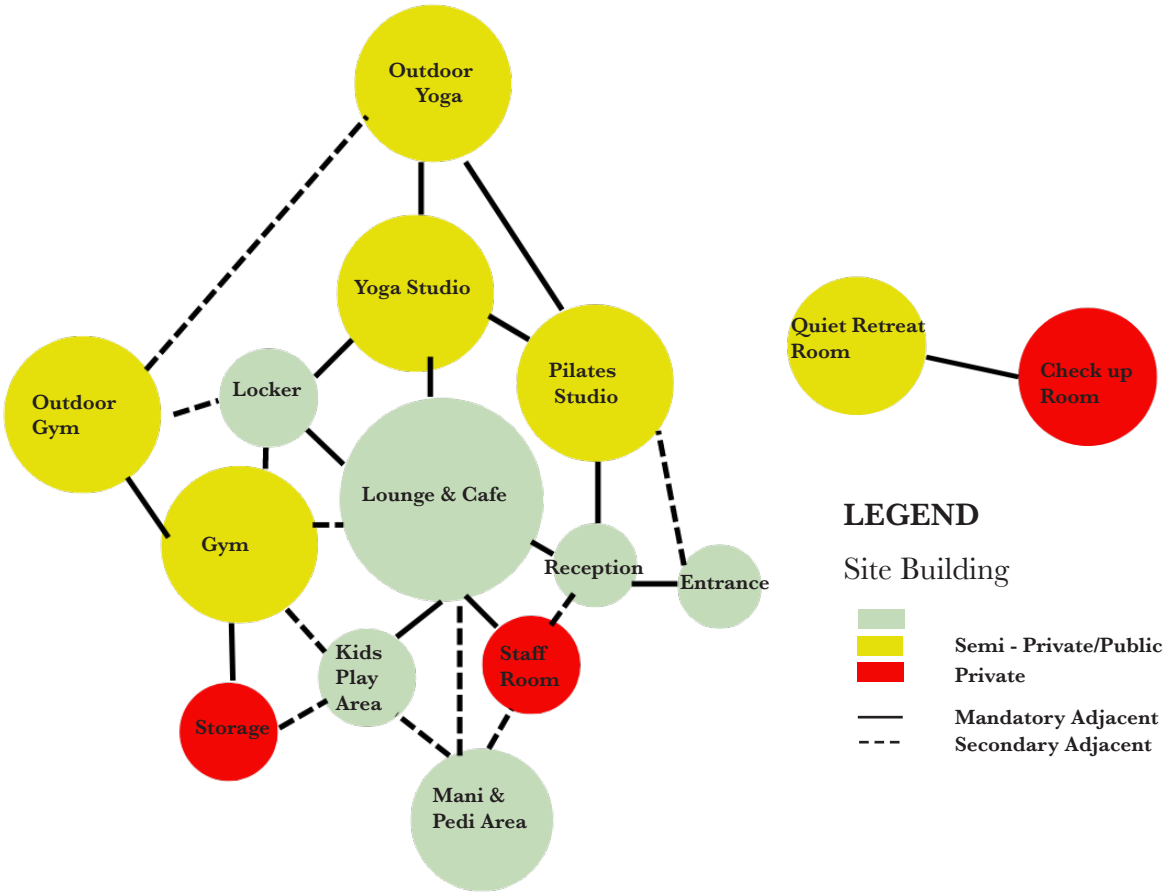 Outdoor
Yoga
Yoga Studio
Pilates
Studio
Locker
Outdoor
Gym
Lounge & Cafe
Gym
Reception
Entrance
Kids
Play
Area
Staff
Room
Storage
Mani &
Pedi Area
Quiet Retreat
Room
Check up
Room
LEGEND
Site Building
Semi - Private/Public
Private
Mandatory Adjacent
Secondary Adjacent